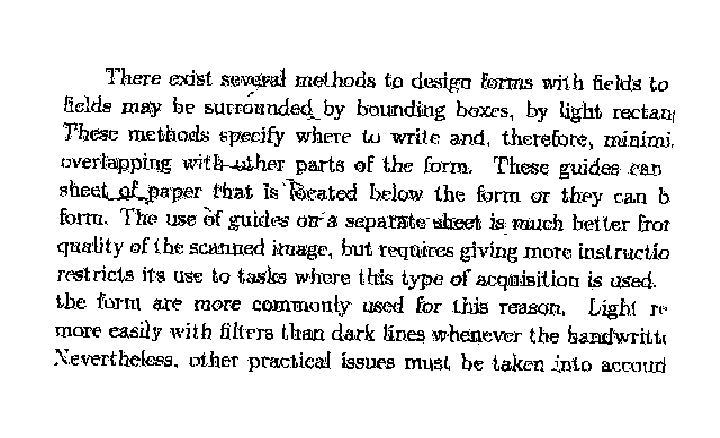 There exist several methods to design forms with fields to
fields may be surrounded by bounding boxes, by light rectan
These methods specify where to write and, therefore, minimi
overlapping with other parts of the form. These guides can
sheet of paper that is located below the form or they can b
form. The use of guides on a separate sheet is much better fror
quality of the scanned image, but requires giving more instructio
restricts its use to tasks where this type of acquisition is used.
the form are more commonly used for this reason. Light re
more easily with filters than dark lines whenever the handwritt
Nevertheless, other practical issues must be taken into accoun